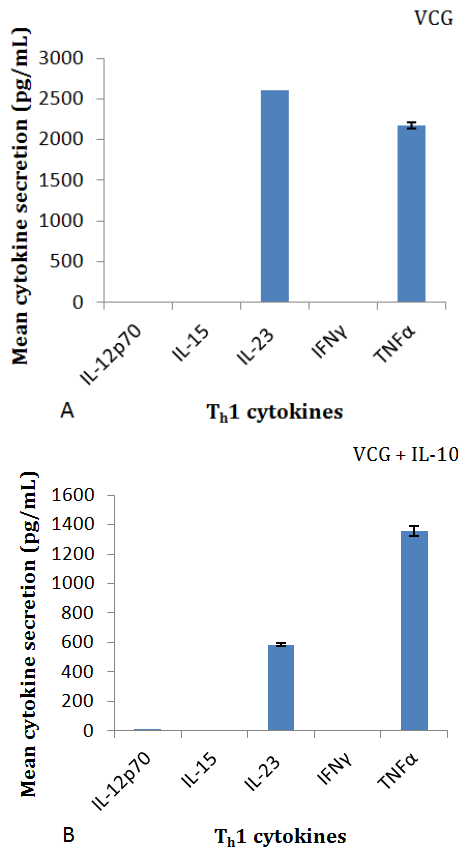 VCG
Mean cytokine secretion (pg/mL)
3000
2500
2000
1500
1000
500
0
IL-12p70
IL-15
IL-23
IFNγ
TNFα
A
Th1 cytokines
VCG + IL-10
Mean cytokine secretion (pg/mL)
1600
1400
1200
1000
800
600
400
200
0
IL-12p70
IL-15
IL-23
IFNγ
TNFα
B
Th1 cytokines